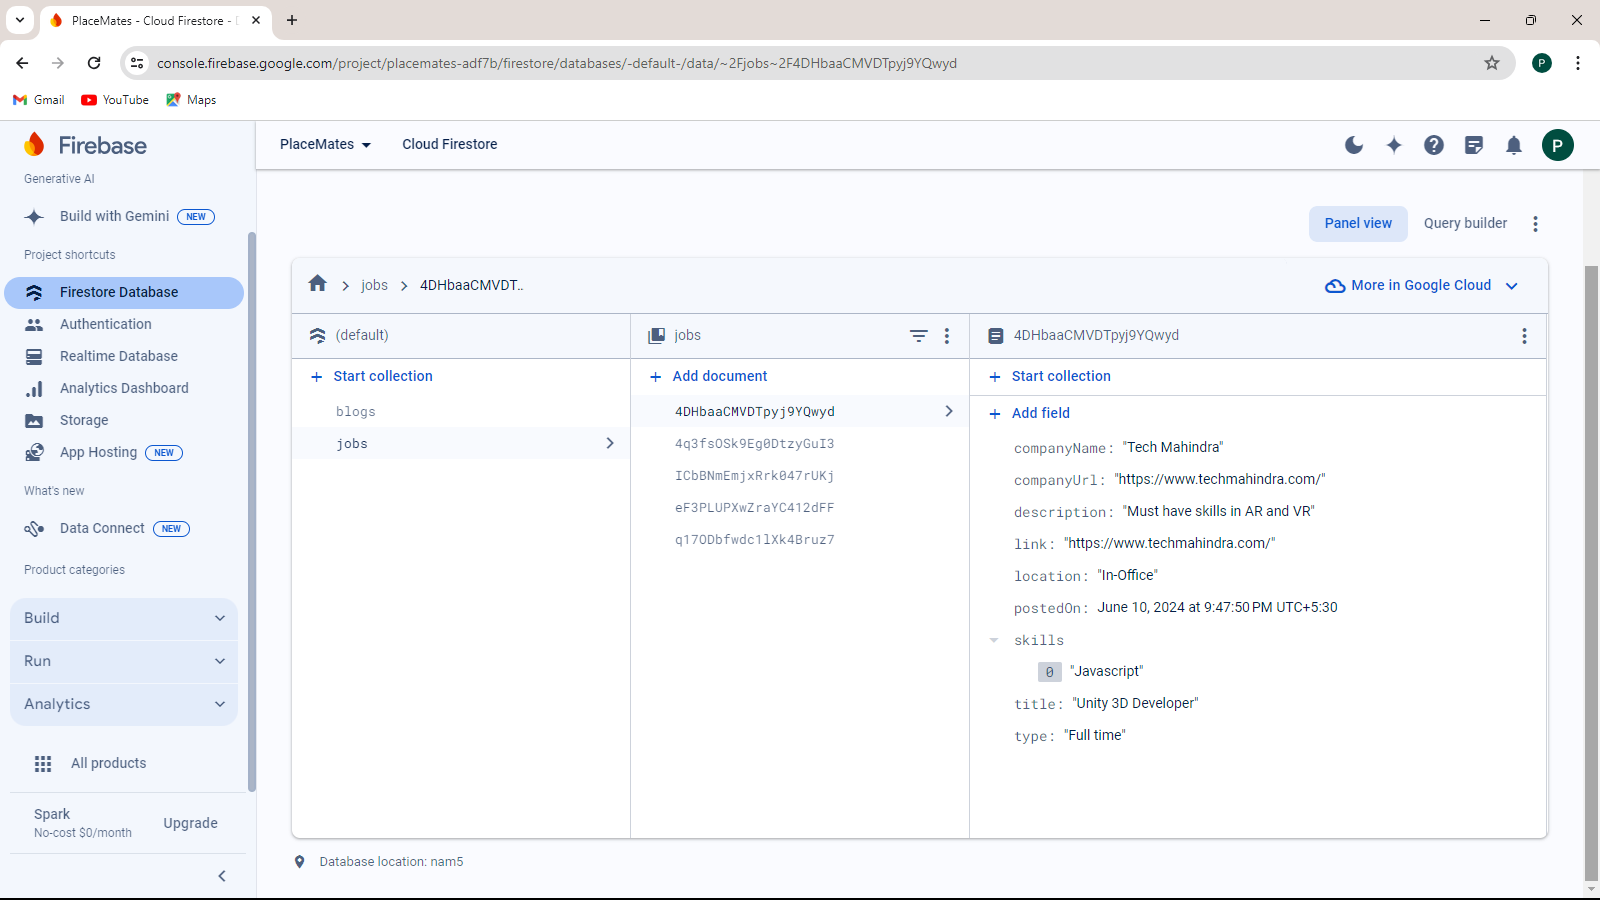 PlaceMates - Cloud Firestore -
console.firebase.google.com/project/placemates-adf7b/firestore/databases/-default-/data/~2Fjobs~2F4DHbaaCMVDTpyj9YQwyd
P
Gmail
YouTube
Maps
Firebase
PlaceMates
Cloud Firestore
P
Generative AI
Build with Gemini NEW
Project shortcuts
Firestore Database
Authentication
Realtime Database
Analytics Dashboard
Storage
App Hosting NEW
What's new
Data Connect NEW
Product categories
Build
Run
Analytics
All products
Spark
No-cost $0/month
Upgrade
Panel view
Query builder
jobs
4DHbaaCMVDT..
More in Google Cloud
(default)
Start collection
blogs
jobs
jobs
Add document
4DHbaaCMVDTpyj9YQwyd
4q3fsOSk9Eg0DtzyGuI3
ICbBNmEmjxRrk047rUKj
eF3PLUPXwZraYC412dFF
q17ODbfwdc1lXk4Bruz7
4DHbaaCMVDTpyj9YQwyd
Start collection
Add field
companyName: "Tech Mahindra"
companyUrl: "https://www.techmahindra.com/"
description: "Must have skills in AR and VR"
link: "https://www.techmahindra.com/"
location: "In-Office"
postedOn: June 10, 2024 at 9:47:50 PM UTC+5:30
skills
0 "Javascript"
title: "Unity 3D Developer"
type: "Full time"
Database location: nam5